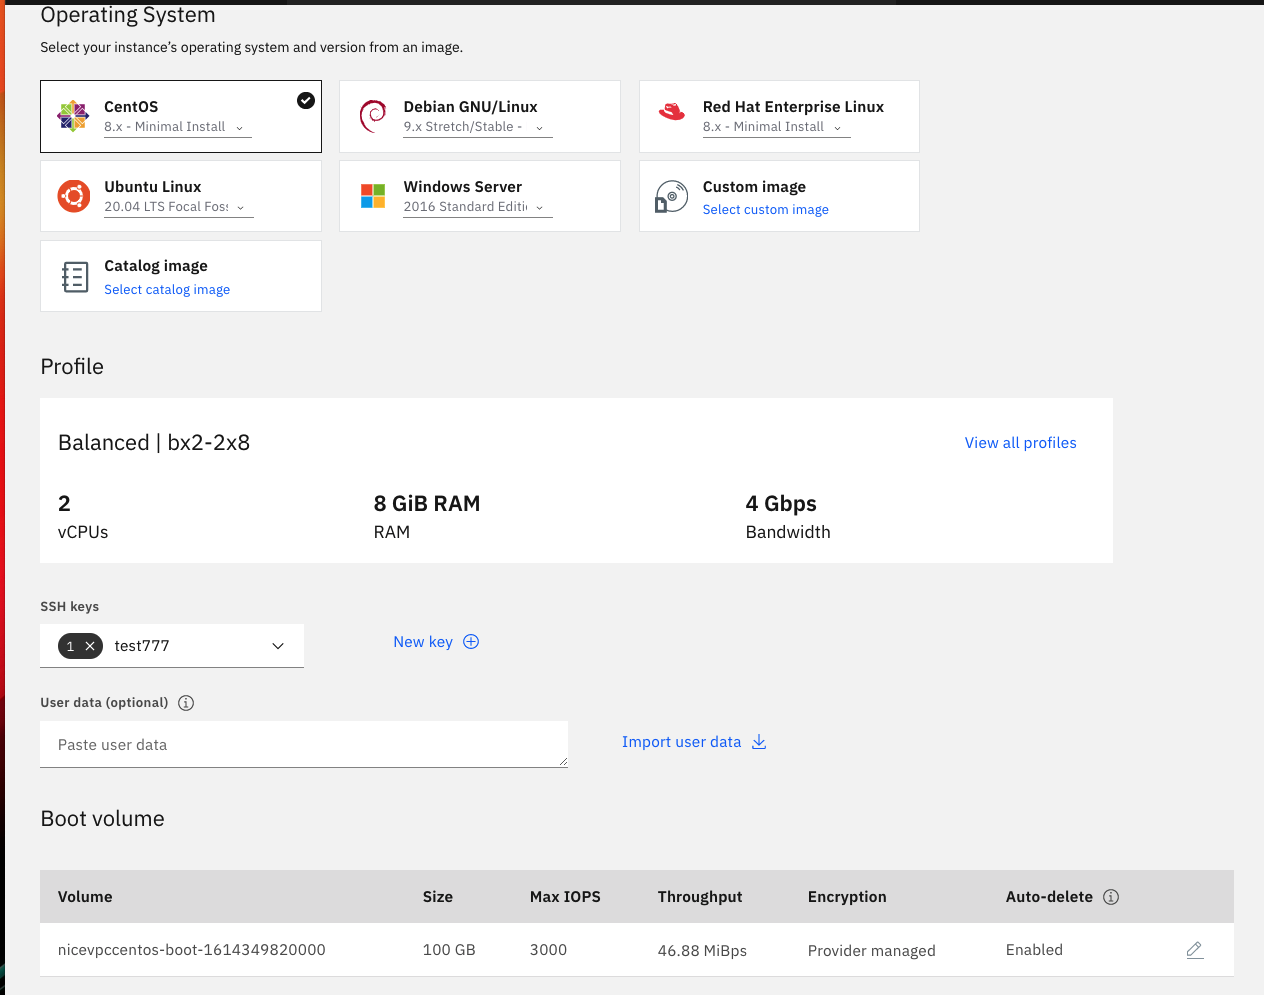 Operating System
Select your instance's operating system and version from an image.
CentOS
8.x - Minimal Install
Debian GNU/Linux
9.x Stretch/Stable -
Red Hat Enterprise Linux
8.x - Minimal Install
Ubuntu Linux
20.04 LTS Focal Foss
Windows Server
2016 Standard Editi
Custom image
Select custom image
Catalog image
Select catalog image
Profile
Balanced | bx2-2x8
View all profiles
2
vCPUs
8 GiB RAM
RAM
4 Gbps
Bandwidth
SSH keys
1 test777
New key
User data (optional)
Paste user data
Import user data
Boot volume
Volume Size Max IOPS Throughput Encryption Auto-delete
nicevpccentos-boot-1614349820000 100 GB 3000 46.88 MiBps Provider managed Enabled